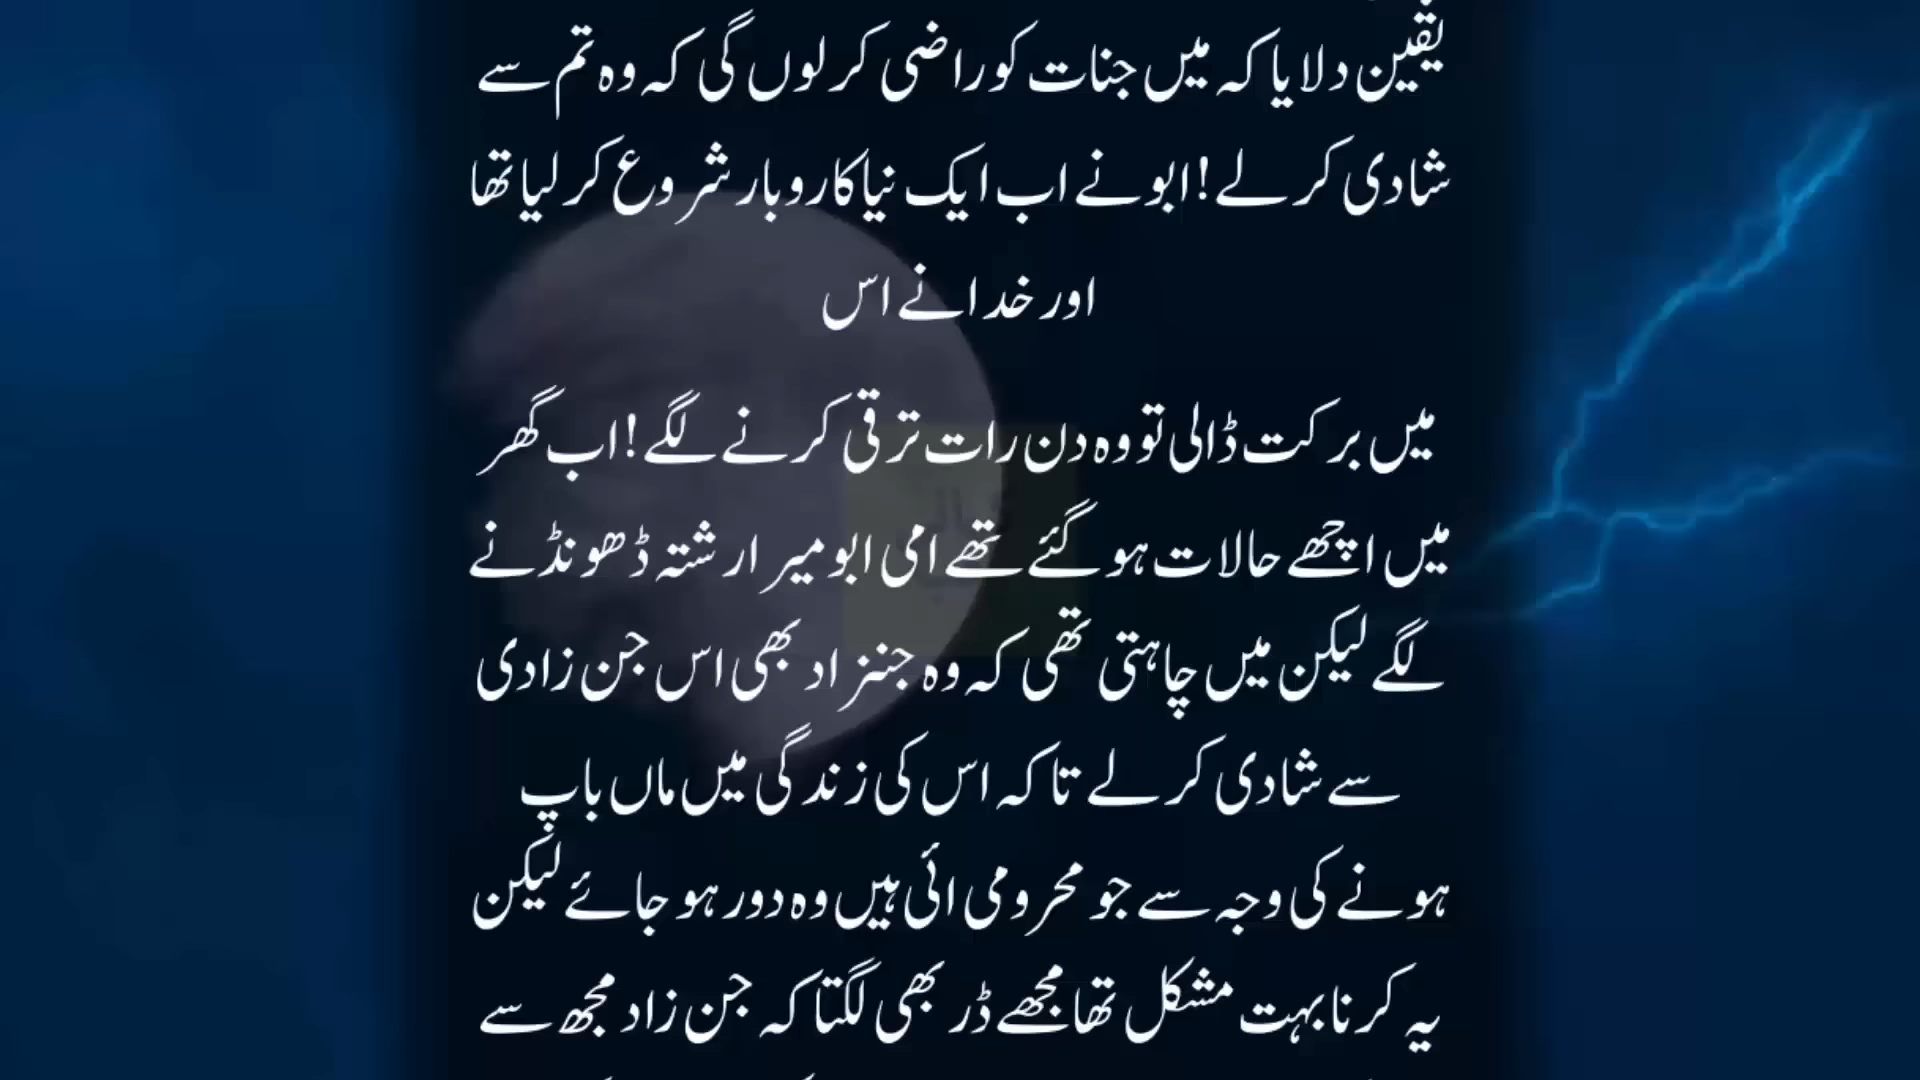 یقین دلایا کہ میں جنات کو راضی کر لوں گی کہ وہ تم سے
شادی کر لے ! ابو نے اب ایک نیا کاروبار شروع کر لیا تھا
اور خدا نے اس
میں برکت ڈالی تو وہ دن رات ترقی کرنے لگے ! اب گھر
میں اچھے حالات ہو گئے تھے امی ابو میرا رشتہ ڈھونڈنے
لگے لیکن میں چاہتی تھی کہ وہ جنزاد بھی اس جن زادی
سے شادی کر لے تاکہ اس کی زندگی میں ماں باپ
ہونے کی وجہ سے جو محرومی ائی ہیں وہ دور ہو جائے لیکن
یہ کرنا بہت مشکل تھا مجھے ڈر بھی لگتا کہ جن زاد مجھ سے